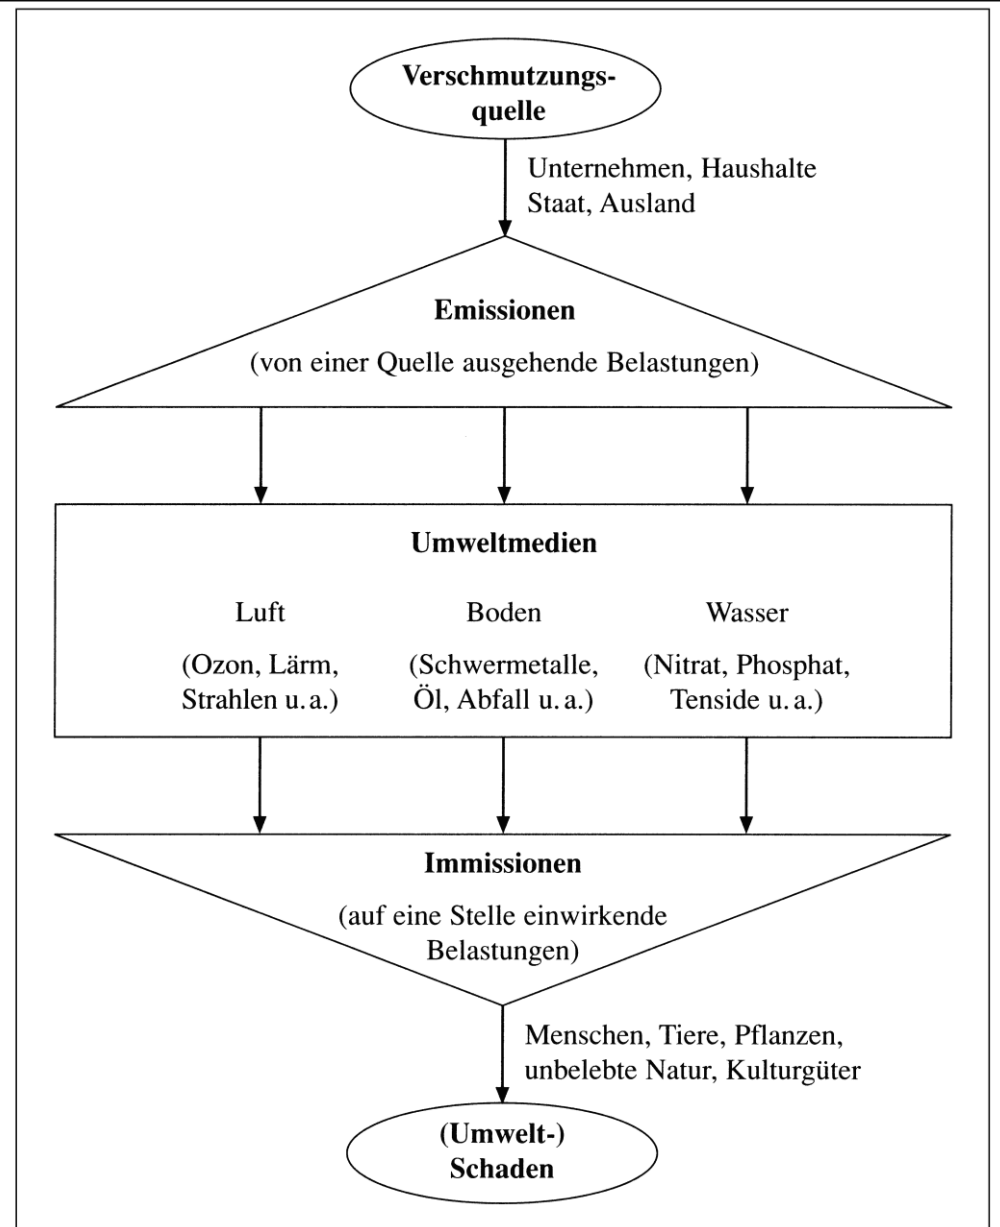 Verschmutzungs-
quelle
Unternehmen, Haushalte
Staat, Ausland
Emissionen
(von einer Quelle ausgehende Belastungen)
Umweltmedien
Luft Boden Wasser
(Ozon, Lärm, (Schwermetalle, (Nitrat, Phosphat,
Strahlen u. a.) Öl, Abfall u. a.) Tenside u. a.)
Immissionen
(auf eine Stelle einwirkende
Belastungen)
Menschen, Tiere, Pflanzen,
unbelebte Natur, Kulturgüter
(Umwelt-)
Schaden